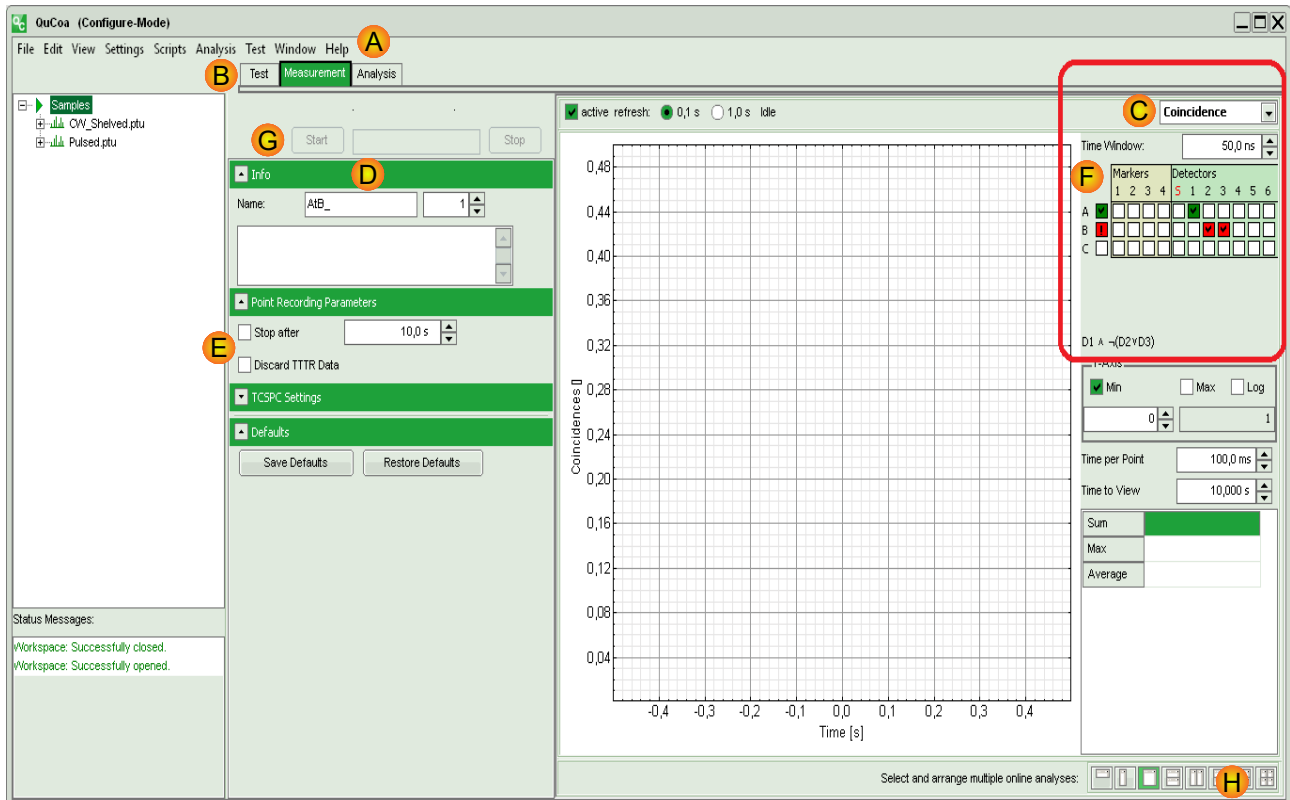 QuCoa (Configure-Mode)
File Edit View Settings Scripts Analysis Test Window Help
A
B
Test Measurement Analysis
Samples
CW_Shelved.ptu
Pulsed.ptu
Status Messages:
Workspace: Successfully closed.
Workspace: Successfully opened.
G
Start Stop
Info
D
Name: AtB_ 1
Point Recording Parameters
Stop after 10,0 s
E
Discard TTTR Data
TCSPC Settings
Defaults
Save Defaults Restore Defaults
active refresh: 0,1 s 1,0 s Idle
0,48
0,44
0,40
0,36
0,32
0,28
0,24
0,20
0,16
0,12
0,08
0,04
Coincidences []
-0,4 -0,3 -0,2 -0,1 0,0 0,1 0,2 0,3 0,4
Time [s]
C
Coincidence
Time Window: 50,0 ns
F
Markers Detectors
1 2 3 4 S 1 2 3 4 5 6
A
B
C
D1 ∧ ¬(D2∨D3)
Y-Axis
Min Max Log
0 1
Time per Point 100,0 ms
Time to View 10,000 s
Sum
Max
Average
Select and arrange multiple online analyses:
H